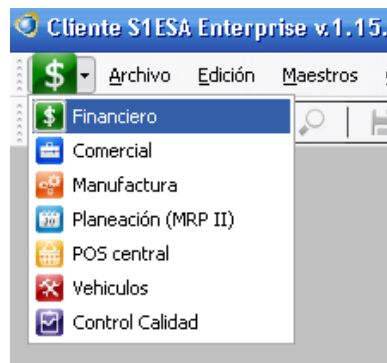 Cliente S1ESA Enterprise v.1.15.
Archivo Edición Maestros
Financiero
Comercial
Manufactura
Planeación (MRP II)
POS central
Vehiculos
Control Calidad